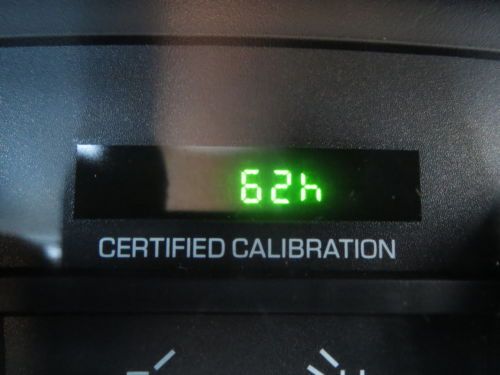 62h
CERTIFIED CALIBRATION